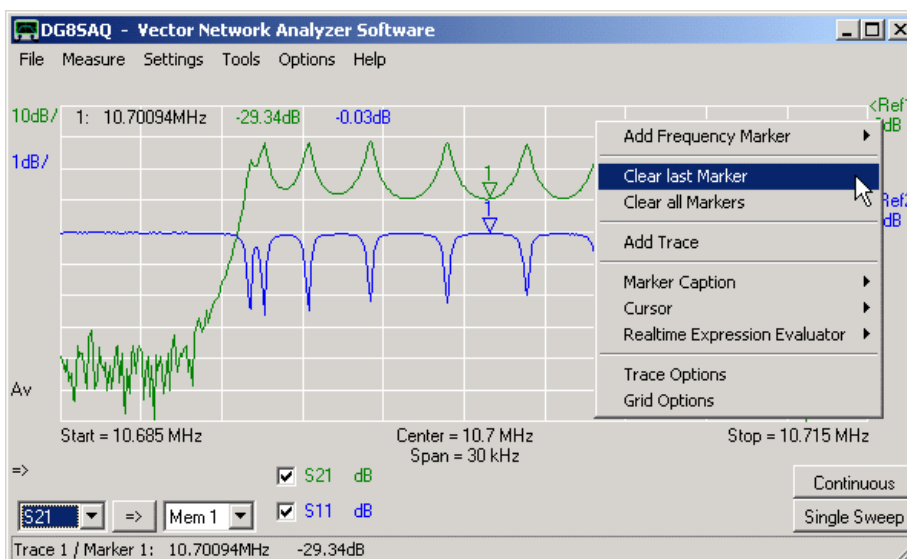 DG8SAQ - Vector Network Analyzer Software
File Measure Settings Tools Options Help
10dB/ 1: 10.70094MHz -29.34dB -0.03dB <Ref1
dB
1dB/
Add Frequency Marker
Clear last Marker
Clear all Markers
Ref2
dB
Add Trace
Marker Caption
Cursor
Realtime Expression Evaluator
Trace Options
Grid Options
1
1
Av
Start = 10.685 MHz Center = 10.7 MHz Stop = 10.715 MHz
Span = 30 kHz
=> S21 dB
Continuous
S21 => Mem 1 S11 dB
Single Sweep
Trace 1 / Marker 1: 10.70094MHz -29.34dB